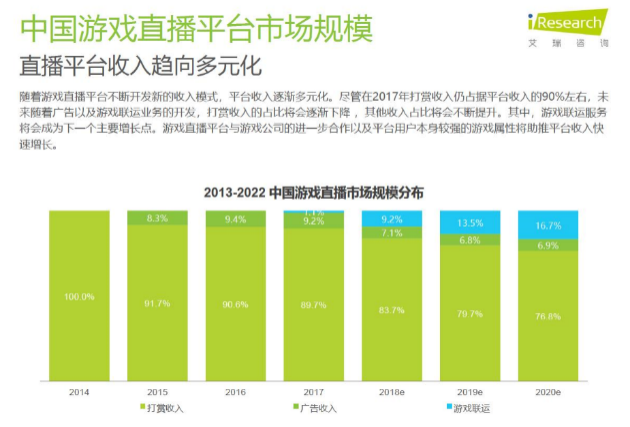 中国游戏直播平台市场规模
iResearch
艾瑞咨询
直播平台收入趋向多元化
随着游戏直播平台不断开发新的收入模式，平台收入逐渐多元化。尽管在2017年打赏收入仍占据平台收入的90%左右，未
来随着广告以及游戏联运业务的开发，打赏收入的占比将会逐渐下降，其他收入占比将会不断提升。其中，游戏联运服务
将会成为下一个主要增长点。游戏直播平台与游戏公司的进一步合作以及平台用户本身较强的游戏属性将助推平台收入快
速增长。
2013-2022 中国游戏直播市场规模分布
8.3% 9.4% 1.1% 9.2% 13.5% 16.7%
9.2% 7.1% 6.8% 6.9%
100.0% 91.7% 90.6% 89.7% 83.7% 79.7% 76.8%
2014 2015 2016 2017 2018e 2019e 2020e
打赏收入 广告收入 游戏联运